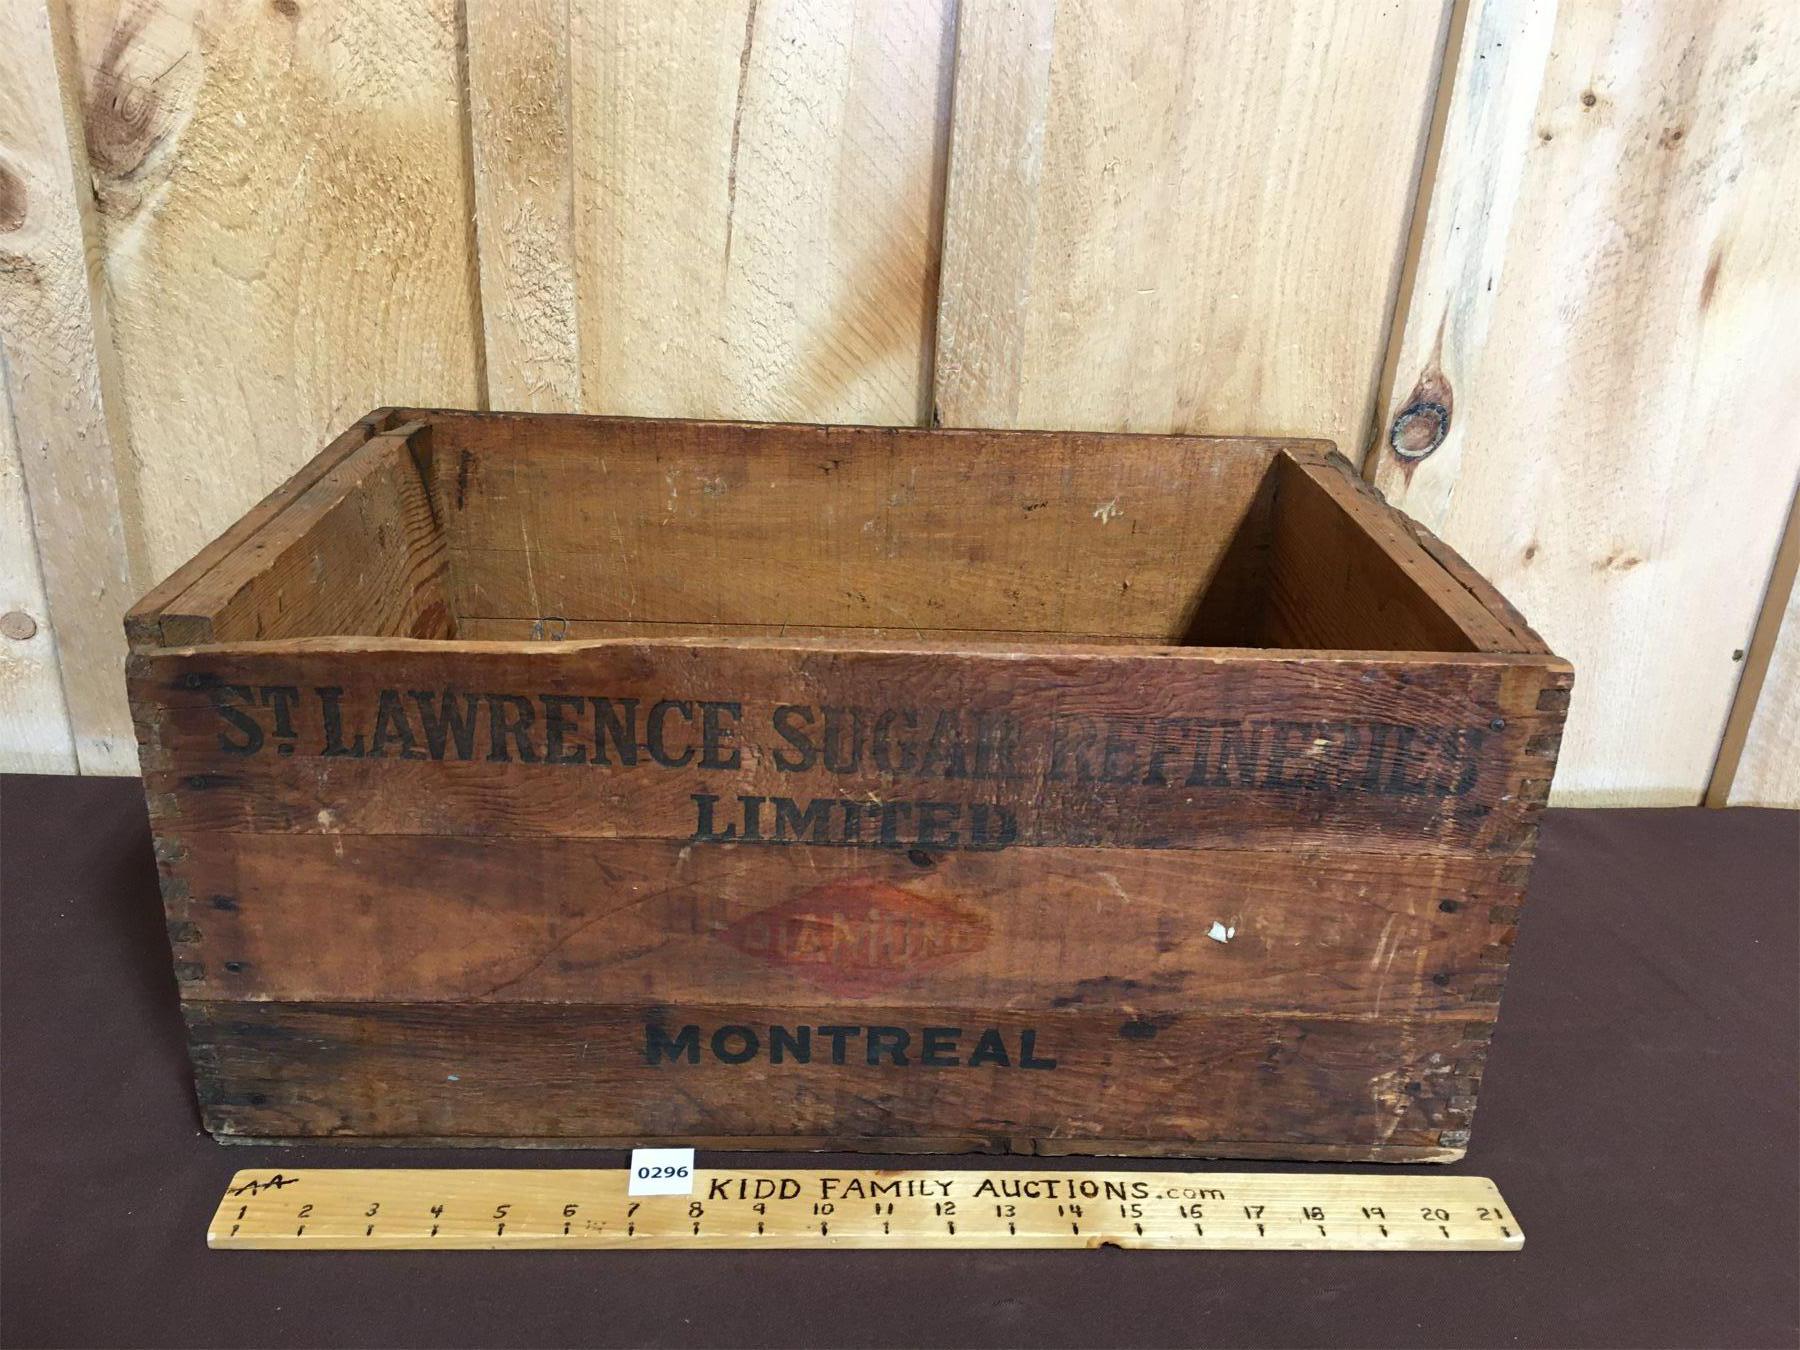 ST. LAWRENCE SUGAR REFINERIES
LIMITED
DIAMOND
MONTREAL
0296
AA KIDD FAMILY AUCTIONS.com
1 2 3 4 5 6 7 8 9 10 11 12 13 14 15 16 17 18 19 20 21